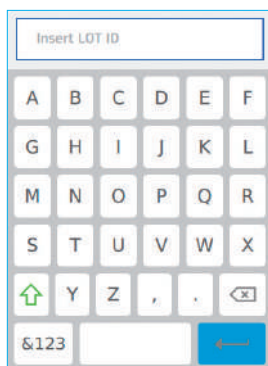 Insert LOT ID
A B C D E F
G H I J K L
M N O P Q R
S T U V W X
Y Z , .
&123